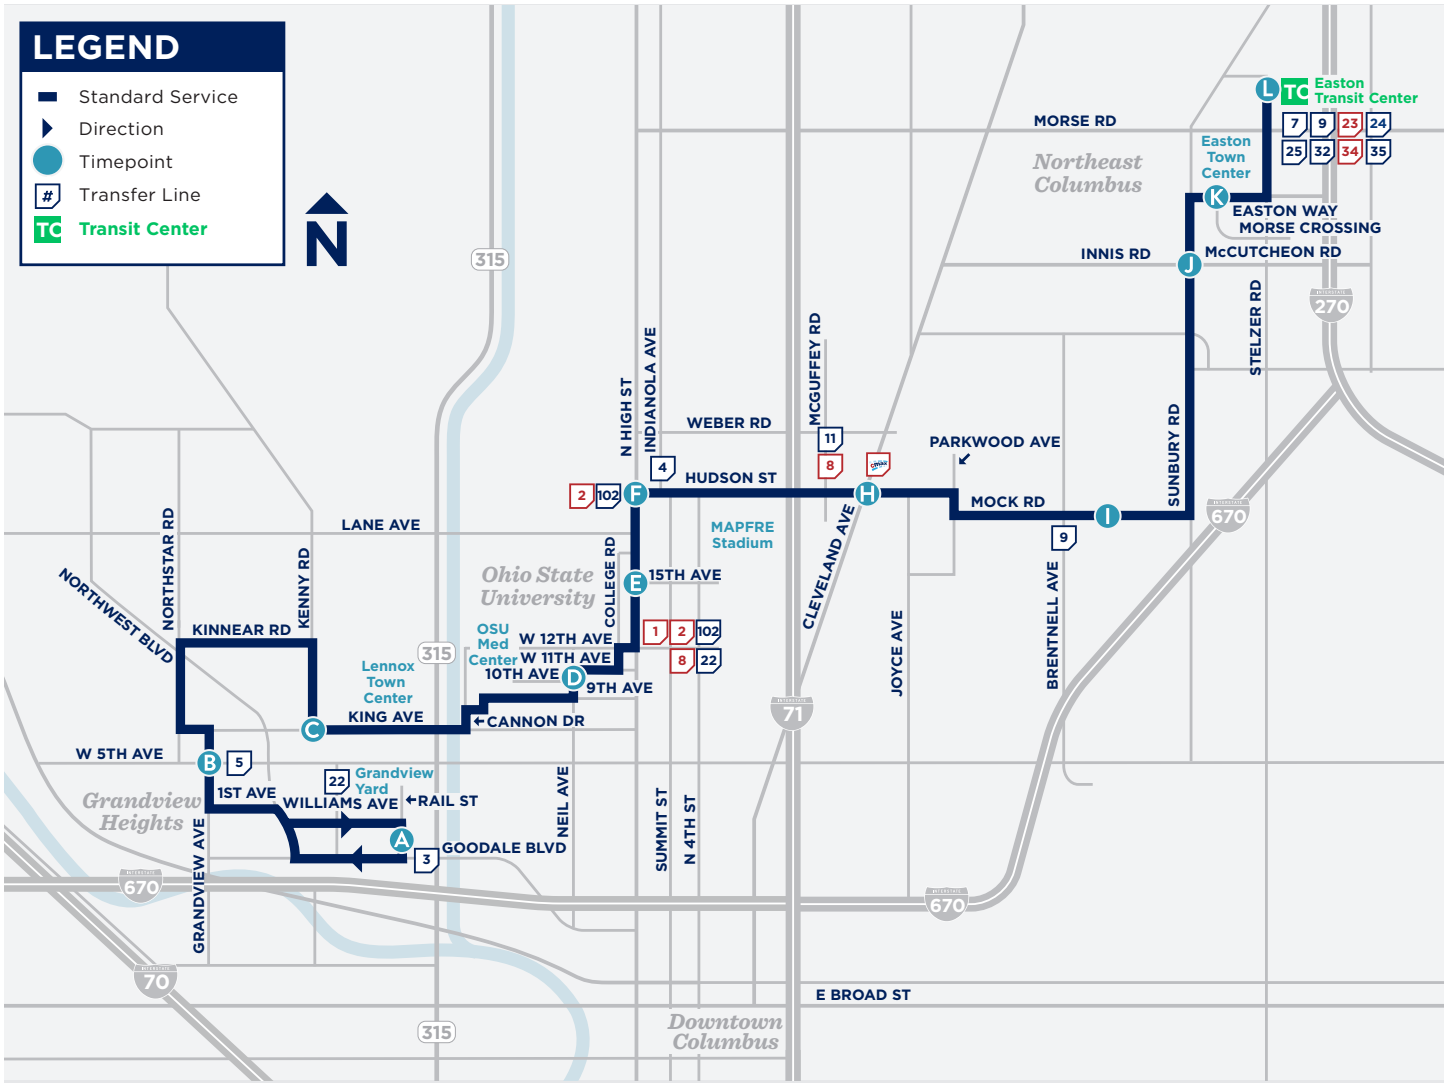 LEGEND
Standard Service
Direction
Timepoint
# Transfer Line
TC Transit Center
N
315
L TC Easton
Transit Center
7 9 23 24
25 32 34 35
MORSE RD
Northeast
Columbus
Easton
Town
Center
K
EASTON WAY
MORSE CROSSING
INNIS RD
J
McCUTCHEON RD
STELZER RD
INTERSTATE
270
SUNBURY RD
N HIGH ST
INDIANOLA AVE
MCGUFFEY RD
WEBER RD
11
8
4
HUDSON ST
2 102 F
H
cmax
PARKWOOD AVE
MOCK RD
I
9
INTERSTATE
670
LANE AVE
MAPFRE
Stadium
CLEVELAND AVE
COLLEGE RD
Ohio State
University
E 15TH AVE
NORTHSTAR RD
KENNY RD
NORTHWEST BLVD
KINNEAR RD
1 2 102
8 22
OSU
Med
Center
W 12TH AVE
W 11TH AVE
10TH AVE D
9TH AVE
315
Lennox
Town
Center
JOYCE AVE
BRENTNELL AVE
C
KING AVE
CANNON DR
INTERSTATE
71
W 5TH AVE
B 5
22 Grandview
Yard
1ST AVE
WILLIAMS AVE
RAIL ST
Grandview
Heights
A
3
GOODALE BLVD
NEIL AVE
SUMMIT ST
N 4TH ST
GRANDVIEW AVE
INTERSTATE
670
INTERSTATE
670
INTERSTATE
70
E BROAD ST
315
Downtown
Columbus